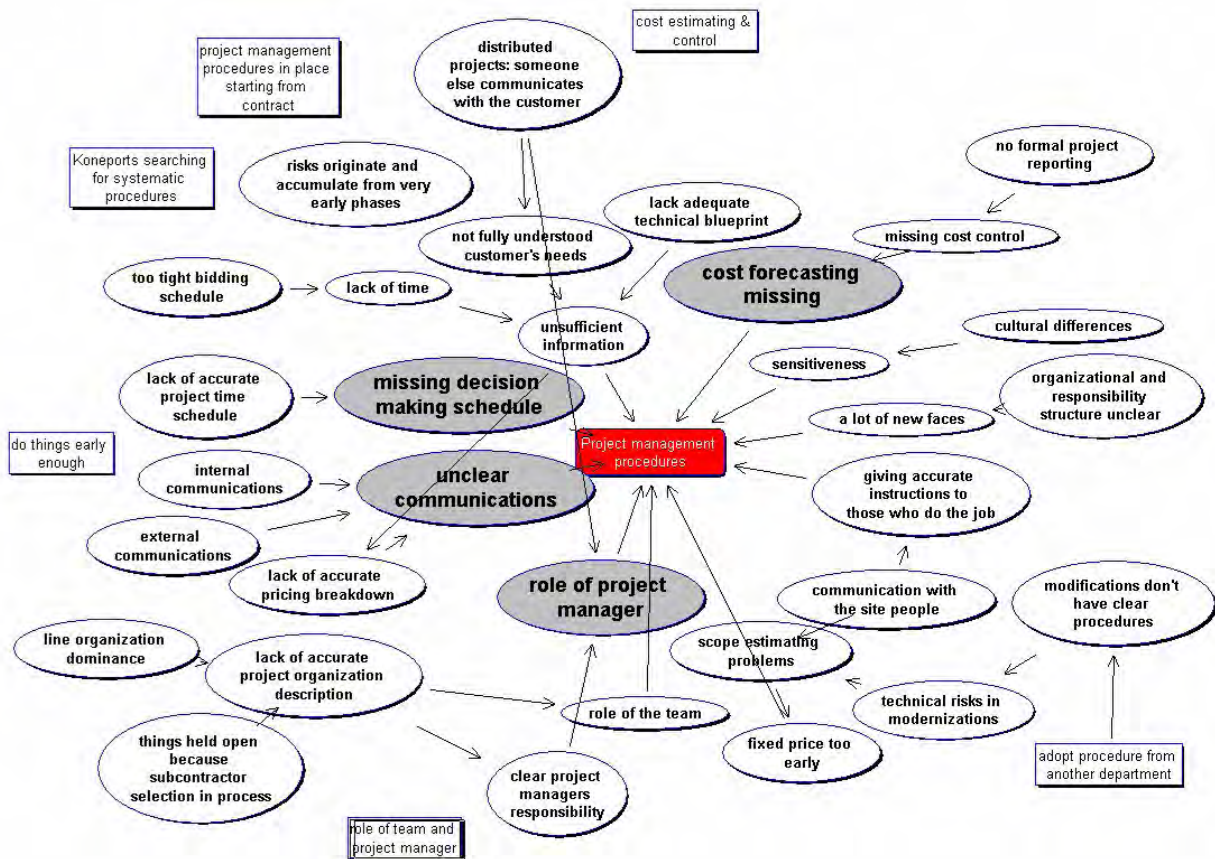 cost estimating &
control
distributed
projects: someone
else communicates
with the customer
project management
procedures in place
starting from
contract
no formal project
reporting
Koneports searching
for systematic
procedures
risks originate and
accumulate from very
early phases
lack adequate
technical blueprint
not fully understood
customer's needs
missing cost control
cost forecasting
missing
too tight bidding
schedule
lack of time
unsufficient
information
cultural differences
sensitiveness
lack of accurate
project time
schedule
missing decision
making schedule
organizational and
responsibility
structure unclear
a lot of new faces
Project management
procedures
do things early
enough
internal
communications
unclear
communications
giving accurate
instructions to
those who do the job
external
communications
lack of accurate
pricing breakdown
role of project
manager
communication with
the site people
modifications don't
have clear
procedures
line organization
dominance
lack of accurate
project organization
description
scope estimating
problems
technical risks in
modernizations
role of the team
fixed price too
early
things held open
because
subcontractor
selection in process
clear project
managers
responsibility
adopt procedure from
another department
role of team and
project manager